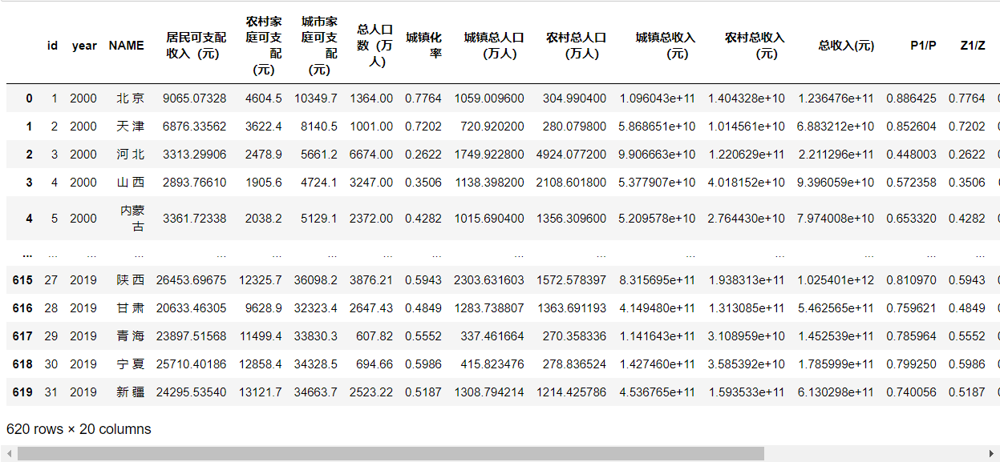 id year NAME 居民可支配收入（元） 农村家庭可支配（元） 城市家庭可支配（元） 总人口数（万人） 城镇化率 城镇总人口（万人） 农村总人口（万人） 城镇总收入（元） 农村总收入（元） 总收入(元) P1/P Z1/Z
0 1 2000 北 京 9065.07328 4604.5 10349.7 1364.00 0.7764 1059.009600 304.990400 1.096043e+11 1.404328e+10 1.236476e+11 0.886425 0.7764
1 2 2000 天 津 6876.33562 3622.4 8140.5 1001.00 0.7202 720.920200 280.079800 5.868651e+10 1.014561e+10 6.883212e+10 0.852604 0.7202
2 3 2000 河 北 3313.29906 2478.9 5661.2 6674.00 0.2622 1749.922800 4924.077200 9.906663e+10 1.220629e+11 2.211296e+11 0.448003 0.2622
3 4 2000 山 西 2893.76610 1905.6 4724.1 3247.00 0.3506 1138.398200 2108.601800 5.377907e+10 4.018152e+10 9.396059e+10 0.572358 0.3506
4 5 2000 内蒙古 3361.72338 2038.2 5129.1 2372.00 0.4282 1015.690400 1356.309600 5.209578e+10 2.764430e+10 7.974008e+10 0.653320 0.4282
... ... ... ... ... ... ... ... ... ... ... ... ... ... ... ...
615 27 2019 陕 西 26453.69675 12325.7 36098.2 3876.21 0.5943 2303.631603 1572.578397 8.315695e+11 1.938313e+11 1.025401e+12 0.810970 0.5943
616 28 2019 甘 肃 20633.46305 9628.9 32323.4 2647.43 0.4849 1283.738807 1363.691193 4.149480e+11 1.313085e+11 5.462565e+11 0.759621 0.4849
617 29 2019 青 海 23897.51568 11499.4 33830.3 607.82 0.5552 337.461664 270.358336 1.141643e+11 3.108959e+10 1.452539e+11 0.785964 0.5552
618 30 2019 宁 夏 25710.40186 12858.4 34328.5 694.66 0.5986 415.823476 278.836524 1.427460e+11 3.585392e+10 1.785999e+11 0.799250 0.5986
619 31 2019 新 疆 24295.53540 13121.7 34663.7 2523.22 0.5187 1308.794214 1214.425786 4.536765e+11 1.593533e+11 6.130298e+11 0.740056 0.5187
620 rows × 20 columns